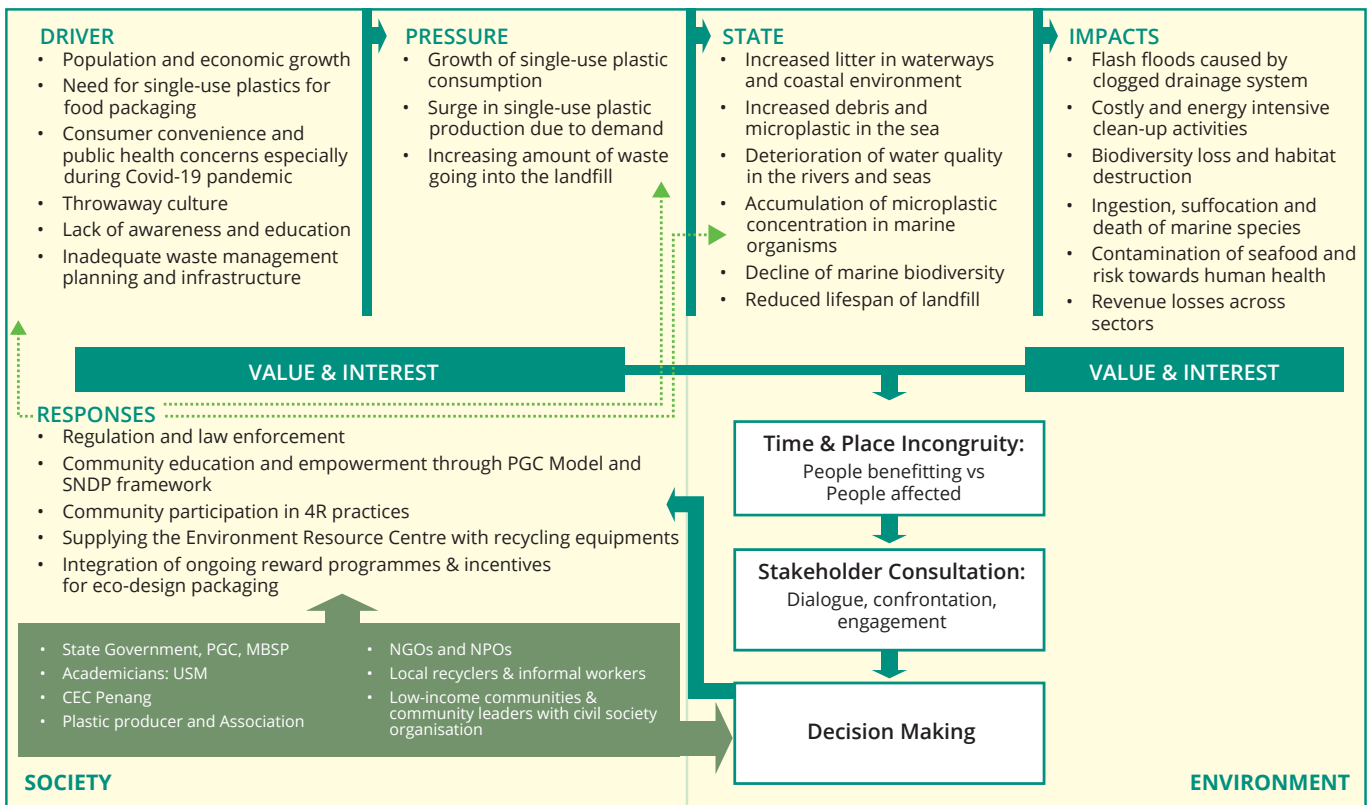 DRIVER
• Population and economic growth
• Need for single-use plastics for
food packaging
• Consumer convenience and
public health concerns especially
during Covid-19 pandemic
• Throwaway culture
• Lack of awareness and education
• Inadequate waste management
planning and infrastructure
PRESSURE
• Growth of single-use plastic
consumption
• Surge in single-use plastic
production due to demand
• Increasing amount of waste
going into the landfill
STATE
• Increased litter in waterways
and coastal environment
• Increased debris and
microplastic in the sea
• Deterioration of water quality
in the rivers and seas
• Accumulation of microplastic
concentration in marine
organisms
• Decline of marine biodiversity
• Reduced lifespan of landfill
IMPACTS
• Flash floods caused by
clogged drainage system
• Costly and energy intensive
clean-up activities
• Biodiversity loss and habitat
destruction
• Ingestion, suffocation and
death of marine species
• Contamination of seafood and
risk towards human health
• Revenue losses across
sectors
VALUE & INTEREST
VALUE & INTEREST
RESPONSES
• Regulation and law enforcement
• Community education and empowerment through PGC Model and
SNDP framework
• Community participation in 4R practices
• Supplying the Environment Resource Centre with recycling equipments
• Integration of ongoing reward programmes & incentives
for eco-design packaging
Time & Place Incongruity:
People benefitting vs
People affected
Stakeholder Consultation:
Dialogue, confrontation,
engagement
Decision Making
• State Government, PGC, MBSP
• Academicians: USM
• CEC Penang
• Plastic producer and Association
• NGOs and NPOs
• Local recyclers & informal workers
• Low-income communities &
community leaders with civil society
organisation
SOCIETY
ENVIRONMENT